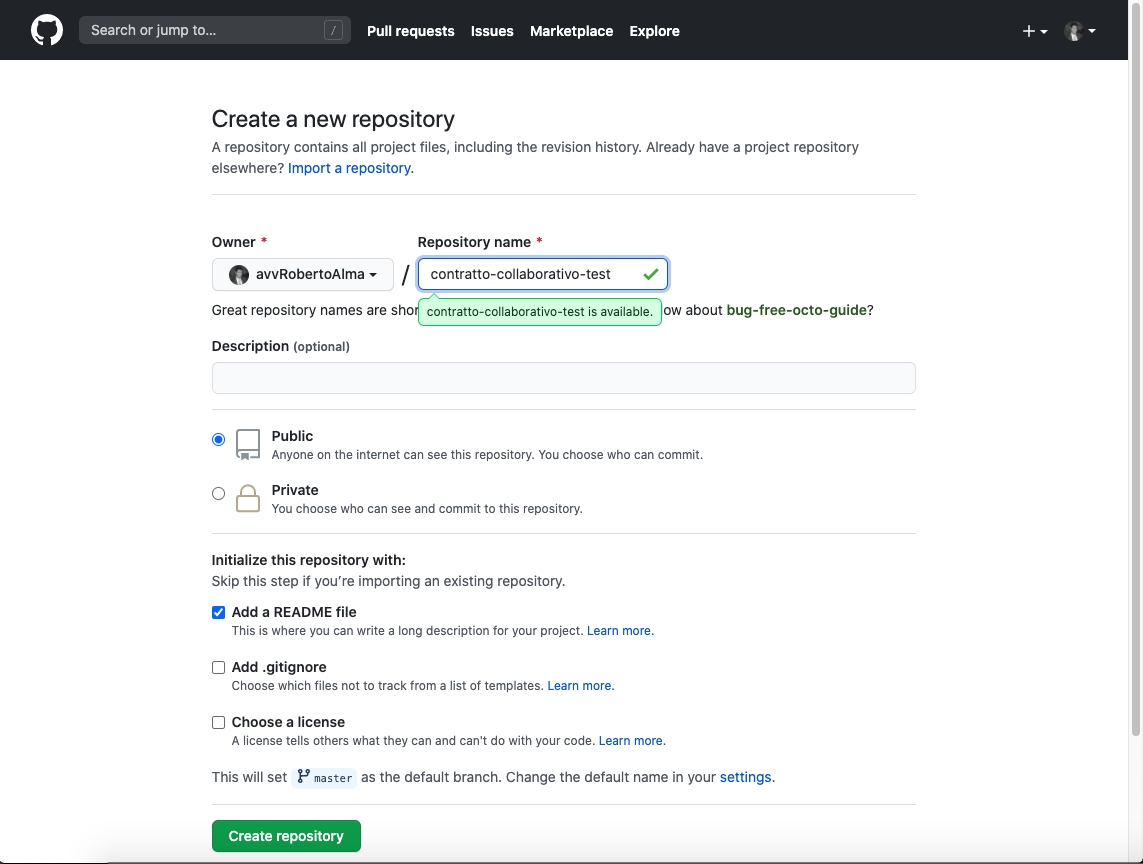 Search or jump to... /
Pull requests Issues Marketplace Explore
Create a new repository
A repository contains all project files, including the revision history. Already have a project repository
elsewhere? Import a repository.
Owner * Repository name *
avvRobertoAlma / contratto-collaborativo-test
Great repository names are shor ow about bug-free-octo-guide?
contratto-collaborativo-test is available.
Description (optional)
Public
Anyone on the internet can see this repository. You choose who can commit.
Private
You choose who can see and commit to this repository.
Initialize this repository with:
Skip this step if you’re importing an existing repository.
Add a README file
This is where you can write a long description for your project. Learn more.
Add .gitignore
Choose which files not to track from a list of templates. Learn more.
Choose a license
A license tells others what they can and can't do with your code. Learn more.
This will set master as the default branch. Change the default name in your settings.
Create repository